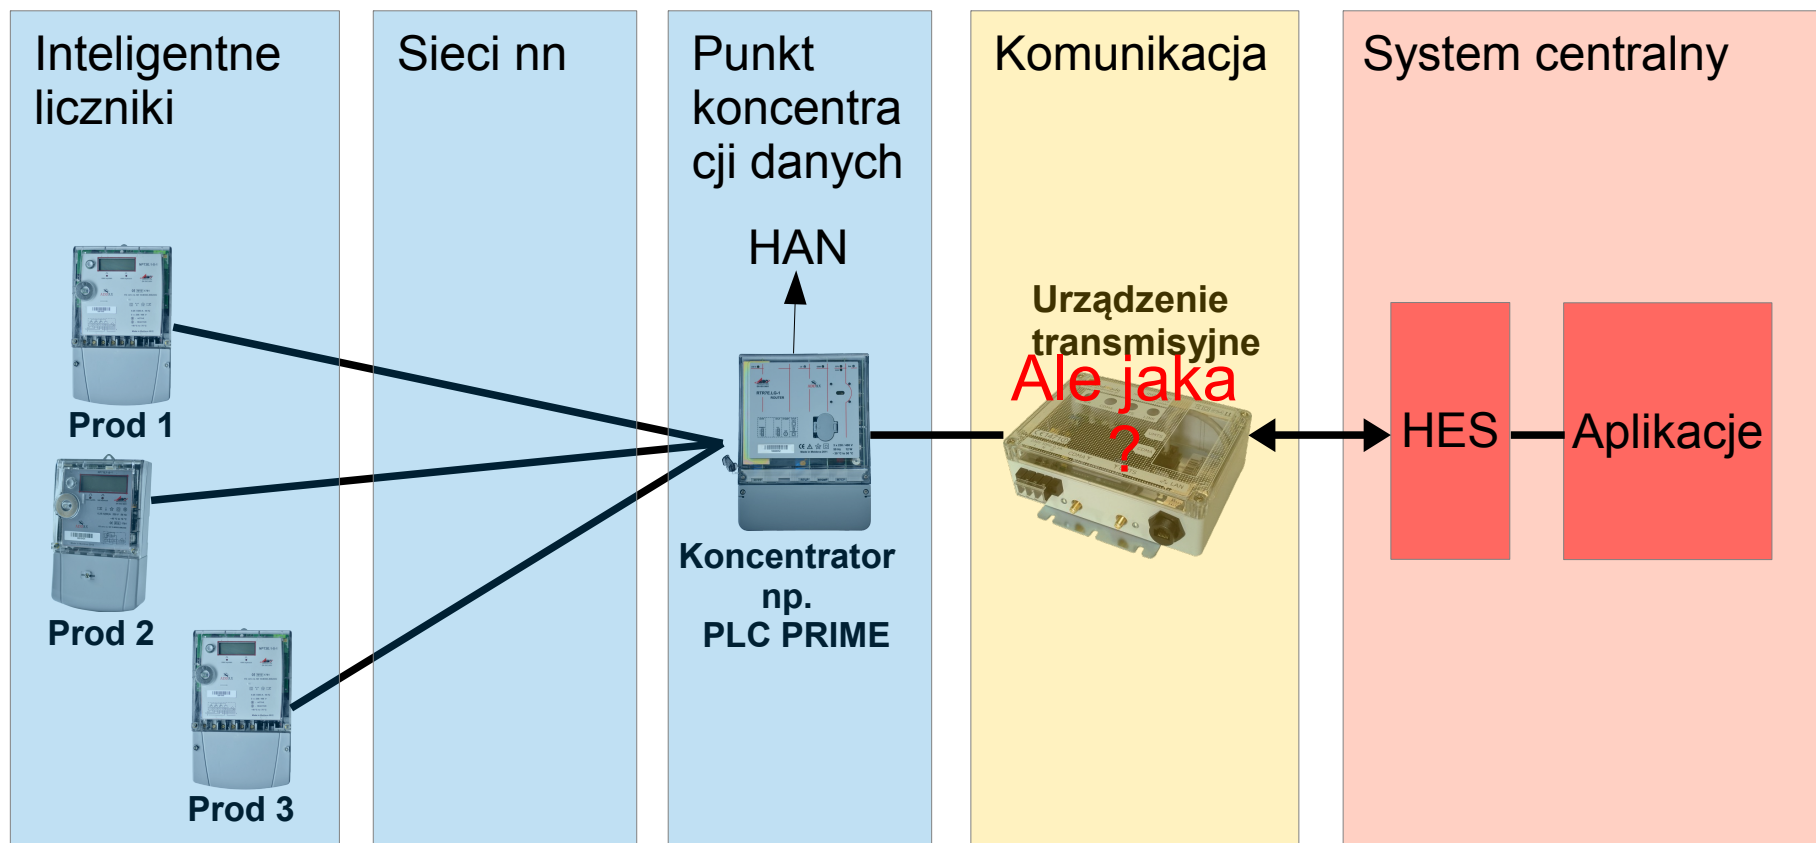 Inteligentne
liczniki
Sieci nn
Punkt
koncentra
cji danych
Komunikacja
System centralny
HAN
Urządzenie
transmisyjne
Ale jaka
?
HES
Aplikacje
Prod 1
Prod 2
Prod 3
Koncentrator
np.
PLC PRIME
LAN